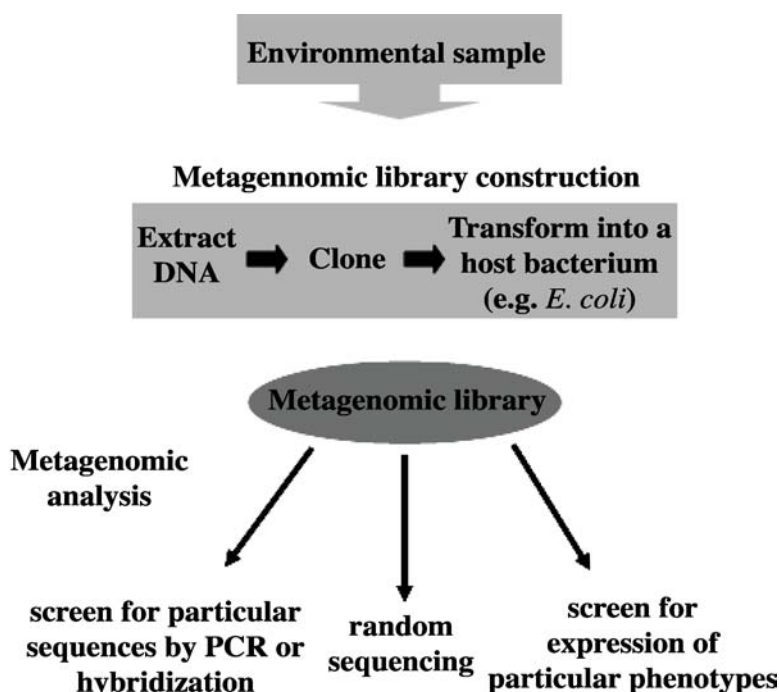 Environmental sample
Metagennomic library construction
Extract
DNA
Clone
Transform into a
host bacterium
(e.g. E. coli)
Metagenomic library
Metagenomic
analysis
screen for particular
sequences by PCR or
hybridization
random
sequencing
screen for
expression of
particular phenotypes